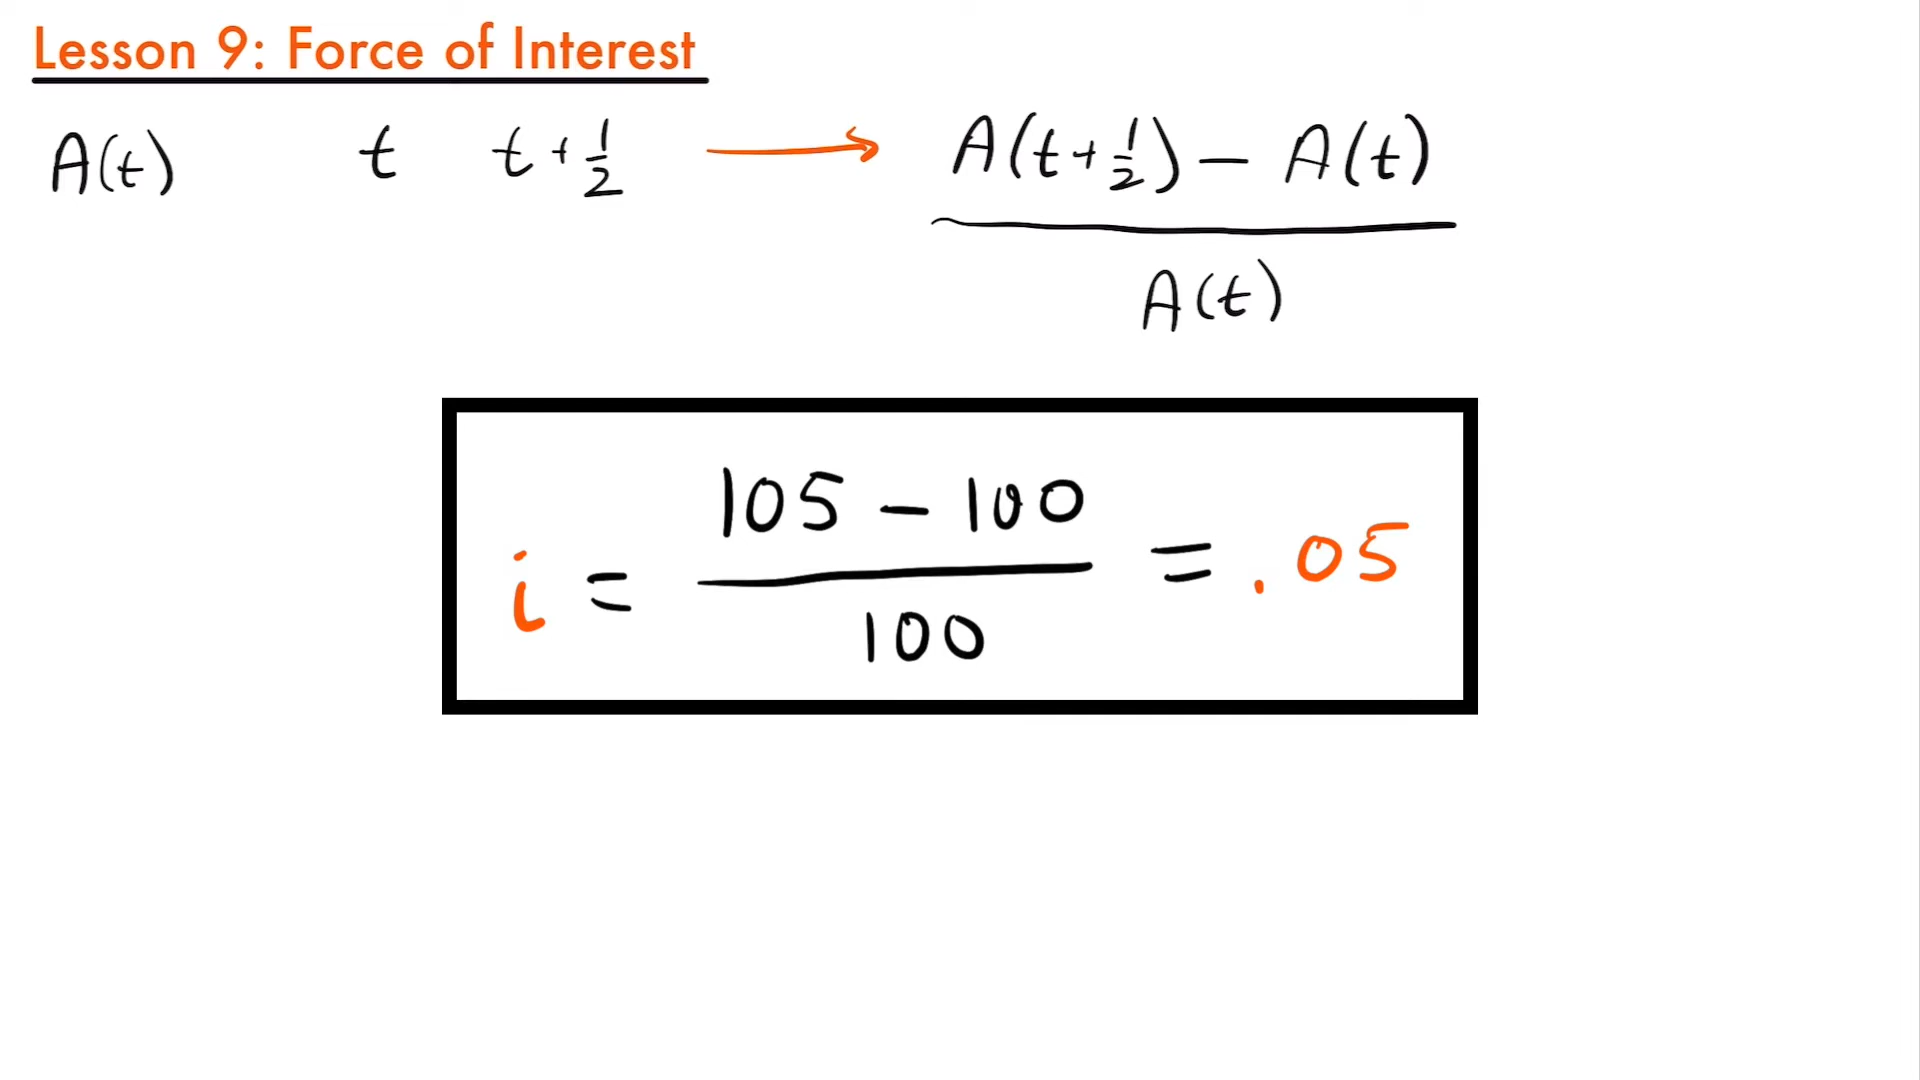 Lesson 9: Force of Interest
A(t) t t+½ → A(t+½) − A(t)
A(t)
105 − 100
i = = .05
100